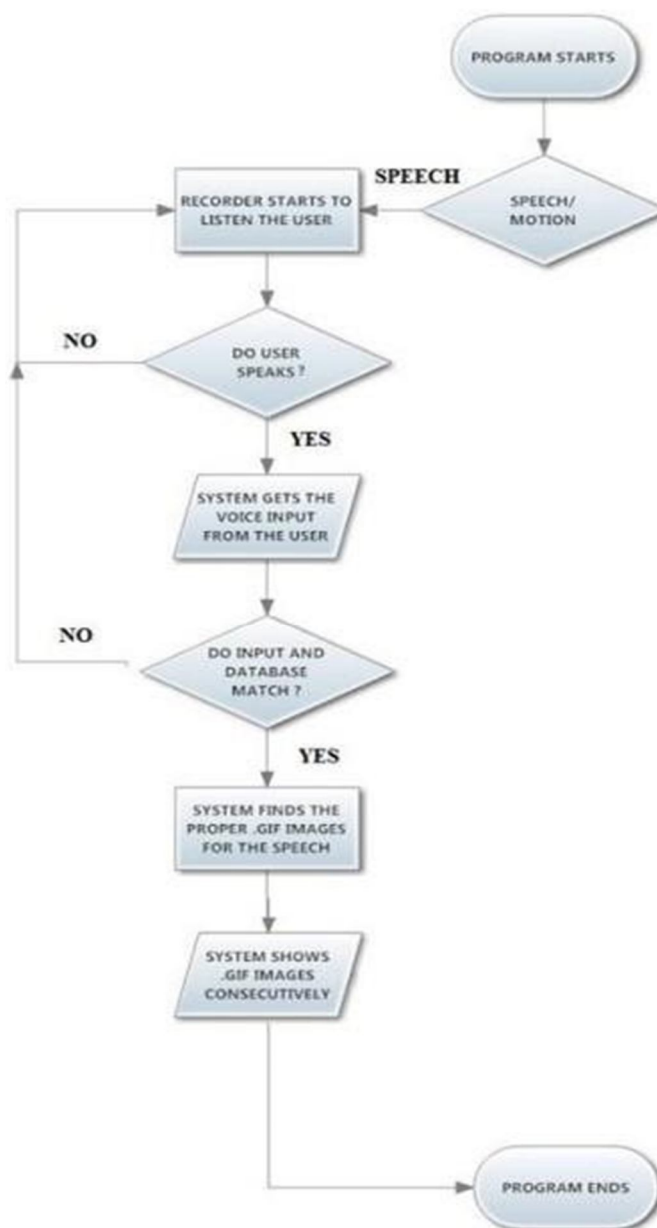 PROGRAM STARTS
SPEECH/
MOTION
SPEECH
RECORDER STARTS TO
LISTEN THE USER
DO USER
SPEAKS ?
NO
YES
SYSTEM GETS THE
VOICE INPUT
FROM THE USER
DO INPUT AND
DATABASE
MATCH ?
NO
YES
SYSTEM FINDS THE
PROPER .GIF IMAGES
FOR THE SPEECH
SYSTEM SHOWS
.GIF IMAGES
CONSECUTIVELY
PROGRAM ENDS